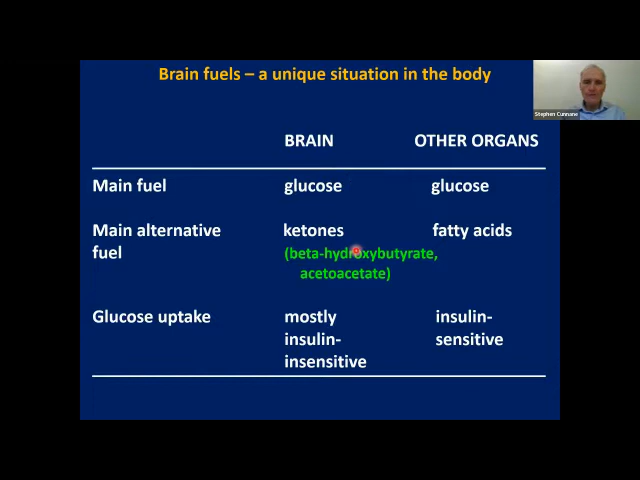 Brain fuels – a unique situation in the body
Stephen Cunnane
BRAIN OTHER ORGANS
Main fuel glucose glucose
Main alternative ketones fatty acids
fuel (beta-hydroxybutyrate,
acetoacetate)
Glucose uptake mostly insulin-
insulin- sensitive
insensitive